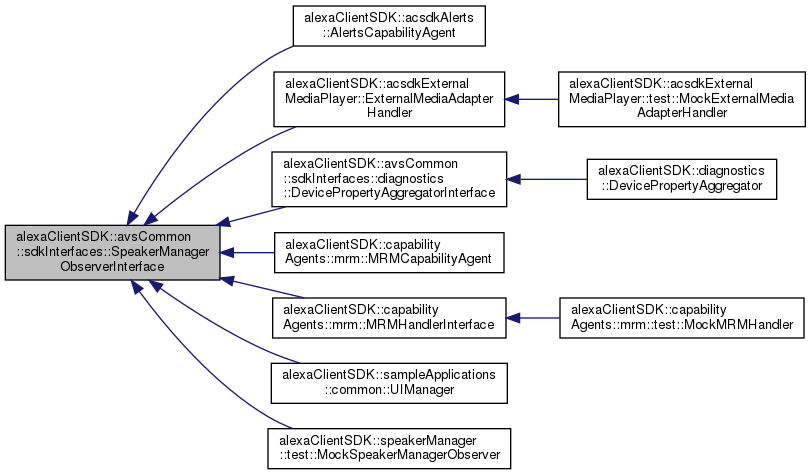 alexaClientSDK::acsdkAlerts
::AlertsCapabilityAgent
alexaClientSDK::acsdkExternal
MediaPlayer::ExternalMediaAdapter
Handler
alexaClientSDK::acsdkExternal
MediaPlayer::test::MockExternalMedia
AdapterHandler
alexaClientSDK::avsCommon
::sdkInterfaces::diagnostics
::DevicePropertyAggregatorInterface
alexaClientSDK::diagnostics
::DevicePropertyAggregator
alexaClientSDK::avsCommon
::sdkInterfaces::SpeakerManager
ObserverInterface
alexaClientSDK::capability
Agents::mrm::MRMCapabilityAgent
alexaClientSDK::capability
Agents::mrm::MRMHandlerInterface
alexaClientSDK::capability
Agents::mrm::test::MockMRMHandler
alexaClientSDK::sampleApplications
::common::UIManager
alexaClientSDK::speakerManager
::test::MockSpeakerManagerObserver